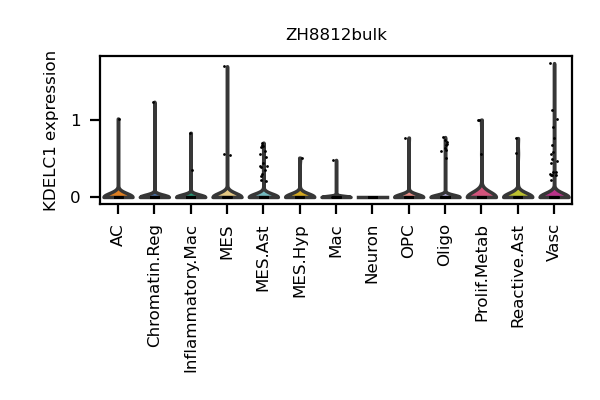 ZH8812bulk
KDELC1 expression
1
0
AC
Chromatin.Reg
Inflammatory.Mac
MES
MES.Ast
MES.Hyp
Mac
Neuron
OPC
Oligo
Prolif.Metab
Reactive.Ast
Vasc